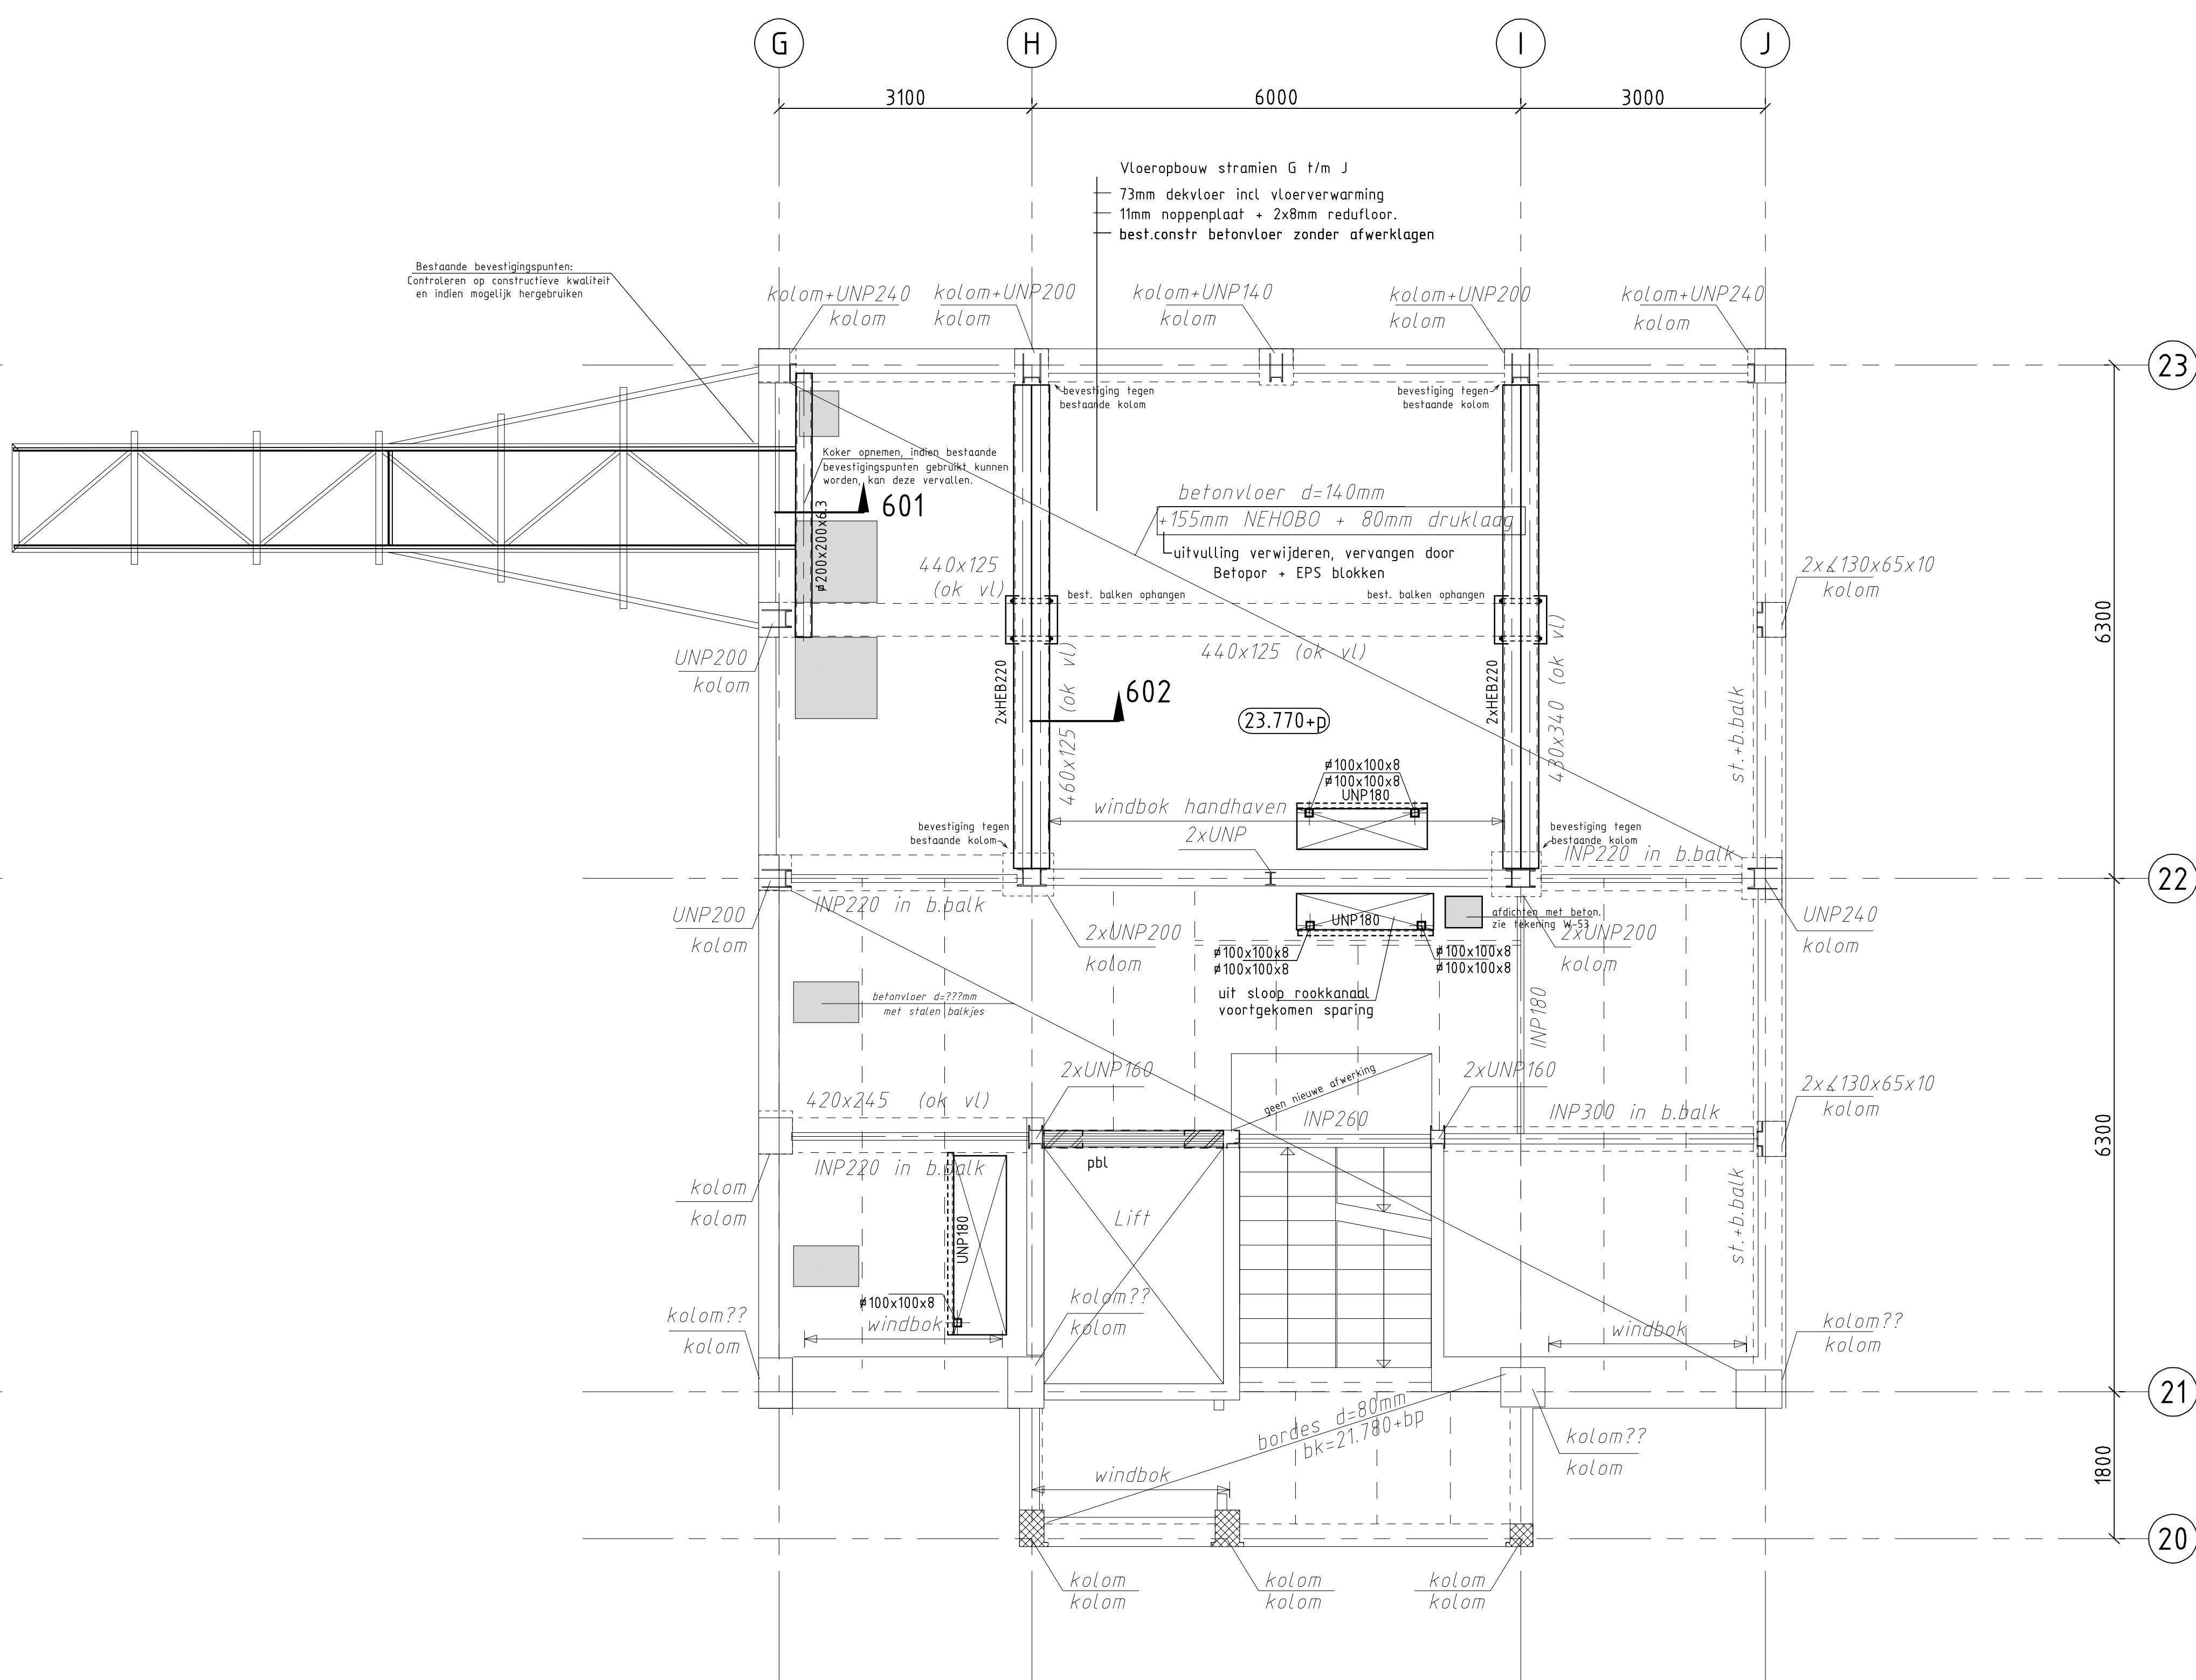 G
H
I
J
3100
6000
3000
Vloeropbouw stramien G t/m J
73mm dekvloer incl vloerverwarming
11mm noppenplaat + 2x8mm redufloor.
best.constr betonvloer zonder afwerklagen
Bestaande bevestigingspunten:
Controleren op constructieve kwaliteit
en indien mogelijk hergebruiken
kolom+UNP240
kolom
kolom+UNP200
kolom
kolom+UNP140
kolom
kolom+UNP200
kolom
kolom+UNP240
kolom
23
bevestiging tegen
bestaande kolom
bevestiging tegen
bestaande kolom
Koker opnemen, indien bestaande
bevestigingspunten gebruikt kunnen
worden, kan deze vervallen.
601
200x200x6.3
betonvloer d=140mm
+155mm NEHOBO + 80mm druklaag
uitvulling verwijderen, vervangen door
Betopor + EPS blokken
440x125
(ok vl)
best. balken ophangen
best. balken ophangen
2x∡130x65x10
kolom
6300
UNP200
kolom
440x125 (ok vl)
2xHEB220
460x125 (ok vl)
602
2xHEB220
430x340 (ok vl)
st.+b.balk
23.770+p
100x100x8
100x100x8
UNP180
windbok handhaven
2xUNP
bevestiging tegen
bestaande kolom
bevestiging tegen
bestaande kolom
INP220 in b.balk
22
INP220 in b.balk
UNP200
kolom
2xUNP200
kolom
UNP180
afdichten met beton.
zie tekening W-53
2xUNP200
kolom
UNP240
kolom
100x100x8
100x100x8
100x100x8
100x100x8
uit sloop rookkanaal
voortgekomen sparing
betonvloer d=???mm
met stalen balkjes
INP180
2xUNP160
geen nieuwe afwerking
2xUNP160
420x245 (ok vl)
INP260
INP300 in b.balk
2x∡130x65x10
kolom
6300
INP220 in b.balk
pbl
kolom
kolom
Lift
UNP180
st.+b.balk
100x100x8
windbok
kolom??
kolom
kolom??
kolom
windbok
kolom??
kolom
21
bordes d=80mm
bk=21.780+bp
kolom??
kolom
windbok
1800
20
kolom
kolom
kolom
kolom
kolom
kolom